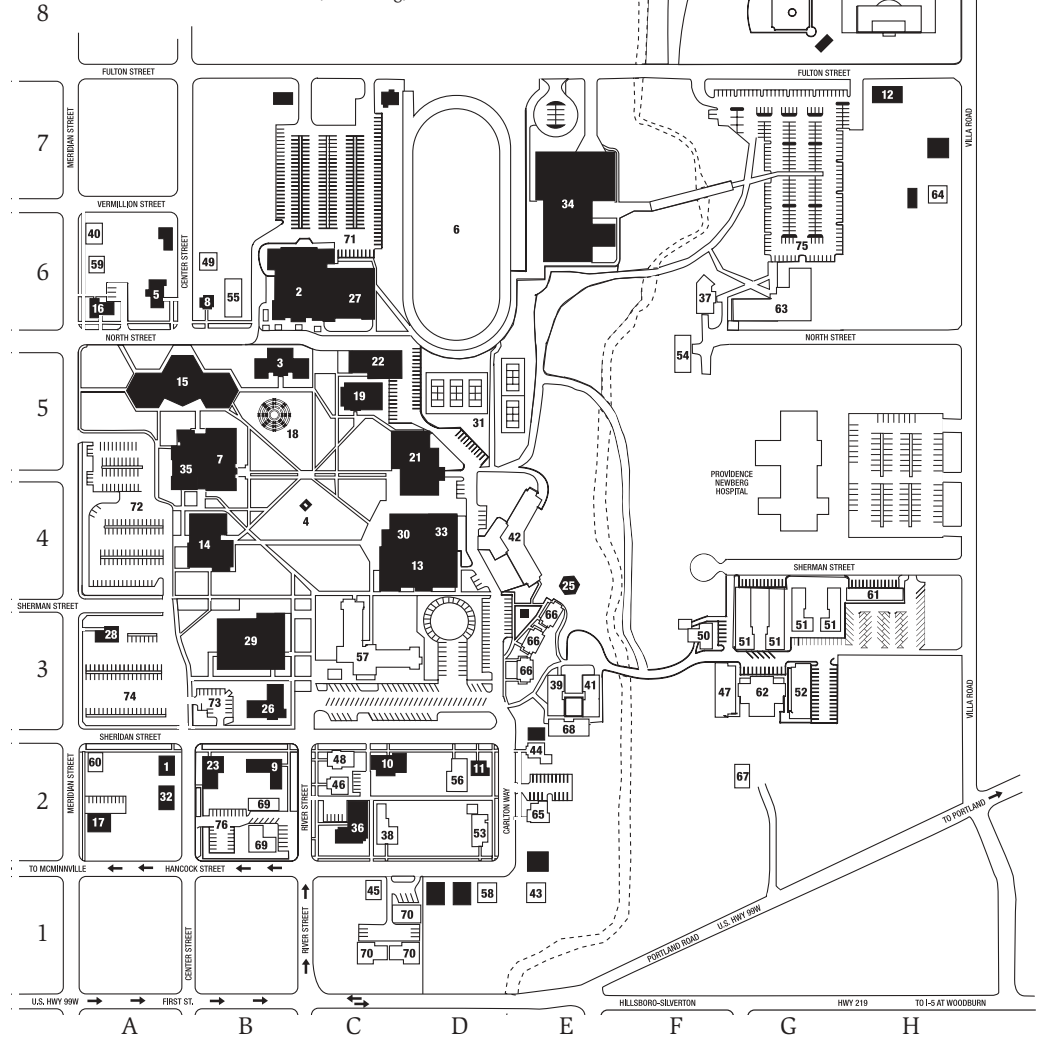 8
FULTON STREET
FULTON STREET
12
7
MERIDIAN STREET
VILLA ROAD
34
64
VERMILLION STREET
40
6
71
75
CENTER STREET
6
59
49
2
27
5
55
8
16
37
63
NORTH STREET
NORTH STREET
3
22
54
15
19
5
18
31
21
35
7
PROVIDENCE
NEWBERG
HOSPITAL
72
4
30
33
42
4
14
13
SHERMAN STREET
25
61
SHERMAN STREET
66
51
51
28
29
66
50
51
51
3
57
66
39
41
74
73
26
47
62
52
VILLA ROAD
68
SHERIDAN STREET
44
60
1
23
9
48
10
11
56
67
MERIDIAN STREET
46
2
32
69
RIVER STREET
CARLTON WAY
65
TO PORTLAND
17
76
36
38
53
69
TO MCMINNVILLE
HANCOCK STREET
45
58
43
70
1
CENTER STREET
RIVER STREET
PORTLAND ROAD
U.S. HWY 99W
70
70
U.S. HWY 99W
FIRST ST.
HILLSBORO-SILVERTON
HWY 219
TO I-5 AT WOODBURN
A
B
C
D
E
F
G
H